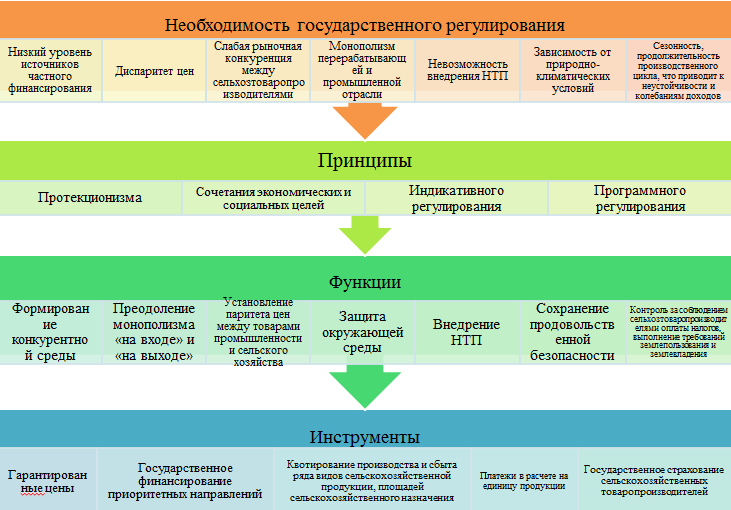 Необходимость государственного регулирования
Низкий уровень
источников
частного
финансирования
Диспаритет цен
Слабая рыночная
конкуренция
между
сельхозтоваропро
изводителями
Монополизм
перерабатывающ
ей и
промышленной
отрасли
Невозможность
внедрения НТП
Зависимость от
природно-
климатических
условий
Сезонность,
продолжительность
производственного
цикла, что приводит к
неустойчивости и
колебаниям доходов
Принципы
Протекционизма
Сочетания экономических и
социальных целей
Индикативного
регулирования
Программного
регулирования
Функции
Формирован
ие
конкурентно
й среды
Преодоление
монополизма
«на входе» и
«на выходе»
Установление
паритета цен
между товарами
промышленности
и сельского
хозяйства
Защита
окружающей
среды
Внедрение
НТП
Сохранение
продовольств
енной
безопасности
Контроль за соблюдением
сельхозтоваропроизводит
елями оплаты налогов,
выполнение требований
землепользования и
землевладения
Инструменты
Гарантирован
ные цены
Государственное
финансирование
приоритетных направлений
Квотирование производства и сбыта
ряда видов сельскохозяйственной
продукции, площадей
сельскохозяйственного назначения
Платежи в расчете на
единицу продукции
Государственное страхование
сельскохозяйственных
товаропроизводителей